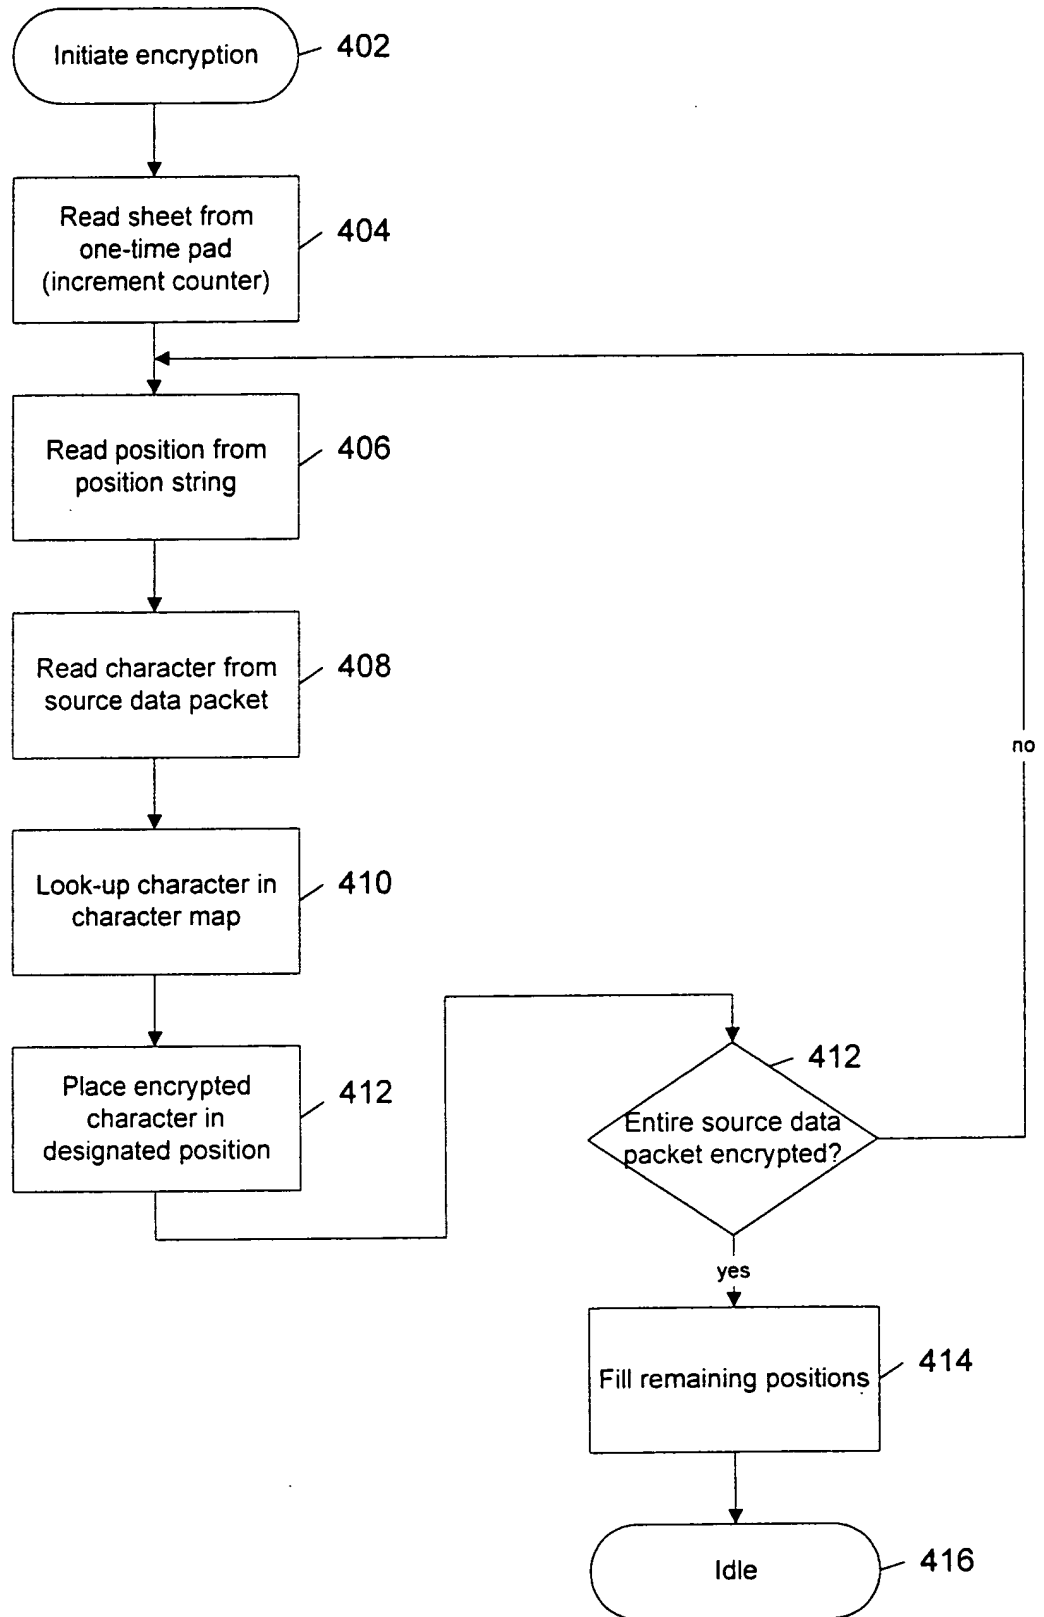 Initiate encryption
402
Read sheet from
one-time pad
(increment counter)
404
Read position from
position string
406
Read character from
source data packet
408
no
Look-up character in
character map
410
Place encrypted
character in
designated position
412
412
Entire source data
packet encrypted?
yes
Fill remaining positions
414
Idle
416